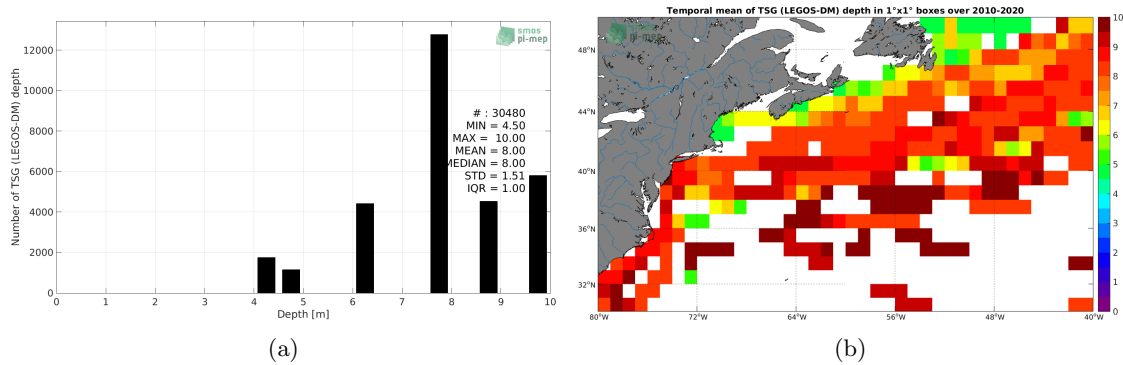 smos
pi-mep
12000
10000
8000
6000
4000
2000
0
Number of TSG (LEGOS-DM) depth
# : 30480
MIN = 4.50
MAX = 10.00
MEAN = 8.00
MEDIAN = 8.00
STD = 1.51
IQR = 1.00
0 1 2 3 4 5 6 7 8 9 10
Depth [m]
(a)
Temporal mean of TSG (LEGOS-DM) depth in 1°x1° boxes over 2010-2020
smos
pi-mep
48°N
44°N
40°N
36°N
32°N
80°W 72°W 64°W 56°W 48°W 40°W
10
9
8
7
6
5
4
3
2
1
0
(b)